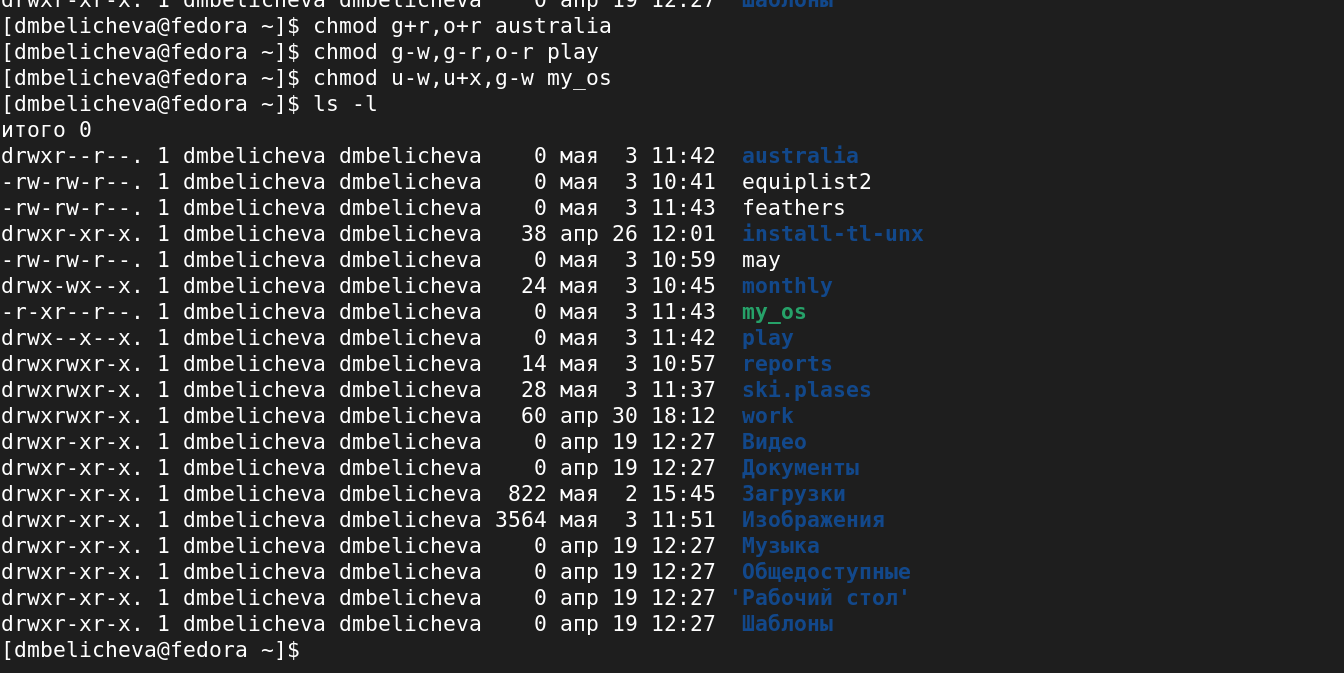 drwxr-xr-x. 1 dmbelicheva dmbelicheva    0 апр 19 12:27  Шаблоны
[dmbelicheva@fedora ~]$ chmod g+r,o+r australia
[dmbelicheva@fedora ~]$ chmod g-w,g-r,o-r play
[dmbelicheva@fedora ~]$ chmod u-w,u+x,g-w my_os
[dmbelicheva@fedora ~]$ ls -l
итого 0
drwxr--r--. 1 dmbelicheva dmbelicheva    0 мая  3 11:42  australia
-rw-rw-r--. 1 dmbelicheva dmbelicheva    0 мая  3 10:41  equiplist2
-rw-rw-r--. 1 dmbelicheva dmbelicheva    0 мая  3 11:43  feathers
drwxr-xr-x. 1 dmbelicheva dmbelicheva   38 апр 26 12:01  install-tl-unx
-rw-rw-r--. 1 dmbelicheva dmbelicheva    0 мая  3 10:59  may
drwx-wx--x. 1 dmbelicheva dmbelicheva   24 мая  3 10:45  monthly
-r-xr--r--. 1 dmbelicheva dmbelicheva    0 мая  3 11:43  my_os
drwx--x--x. 1 dmbelicheva dmbelicheva    0 мая  3 11:42  play
drwxrwxr-x. 1 dmbelicheva dmbelicheva   14 мая  3 10:57  reports
drwxrwxr-x. 1 dmbelicheva dmbelicheva   28 мая  3 11:37  ski.plases
drwxrwxr-x. 1 dmbelicheva dmbelicheva   60 апр 30 18:12  work
drwxr-xr-x. 1 dmbelicheva dmbelicheva    0 апр 19 12:27  Видео
drwxr-xr-x. 1 dmbelicheva dmbelicheva    0 апр 19 12:27  Документы
drwxr-xr-x. 1 dmbelicheva dmbelicheva  822 мая  2 15:45  Загрузки
drwxr-xr-x. 1 dmbelicheva dmbelicheva 3564 мая  3 11:51  Изображения
drwxr-xr-x. 1 dmbelicheva dmbelicheva    0 апр 19 12:27  Музыка
drwxr-xr-x. 1 dmbelicheva dmbelicheva    0 апр 19 12:27  Общедоступные
drwxr-xr-x. 1 dmbelicheva dmbelicheva    0 апр 19 12:27 'Рабочий стол'
drwxr-xr-x. 1 dmbelicheva dmbelicheva    0 апр 19 12:27  Шаблоны
[dmbelicheva@fedora ~]$